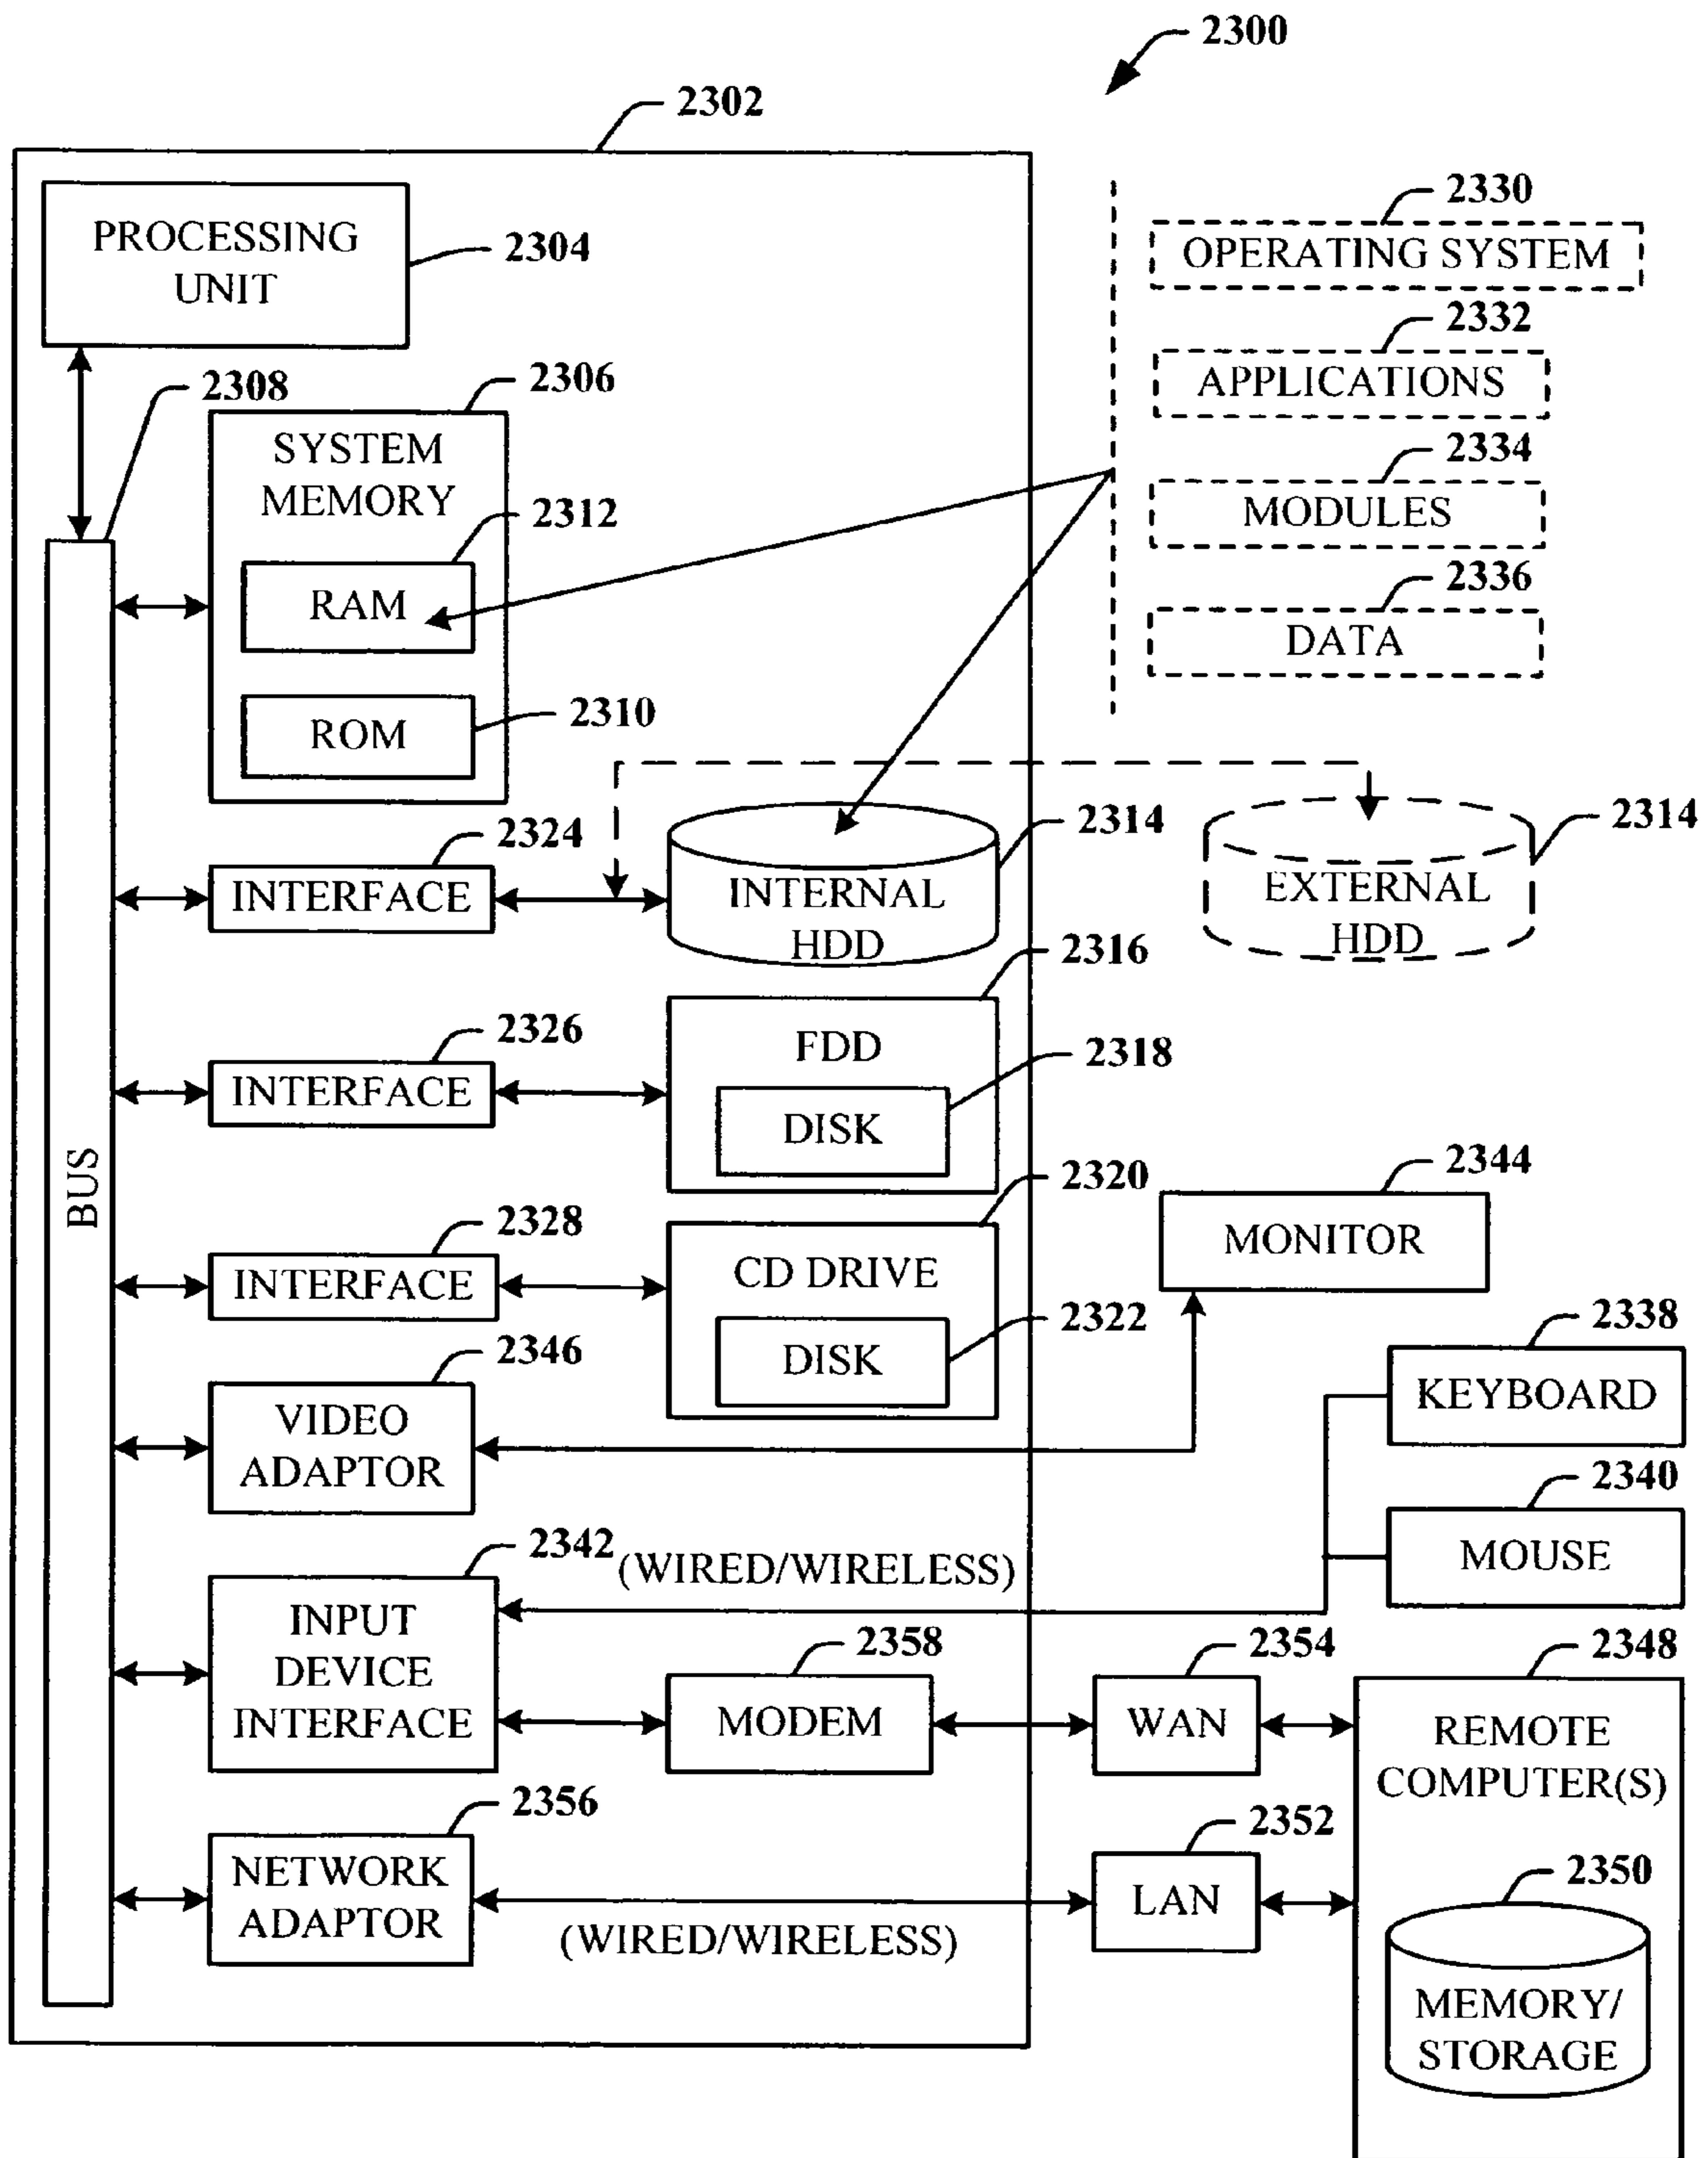 2300
2302
PROCESSING
UNIT
2304
2330
OPERATING SYSTEM
2332
APPLICATIONS
2334
MODULES
2336
DATA
2308
2306
SYSTEM
MEMORY
2312
RAM
2310
ROM
2324
INTERFACE
2314
INTERNAL
HDD
2314
EXTERNAL
HDD
2316
FDD
2326
INTERFACE
2318
DISK
BUS
2320
CD DRIVE
2328
INTERFACE
2322
DISK
2344
MONITOR
2346
VIDEO
ADAPTOR
2338
KEYBOARD
2340
MOUSE
2342
(WIRED/WIRELESS)
INPUT
DEVICE
INTERFACE
2358
MODEM
2354
WAN
2348
REMOTE
COMPUTER(S)
2356
NETWORK
ADAPTOR
(WIRED/WIRELESS)
2352
LAN
2350
MEMORY/
STORAGE